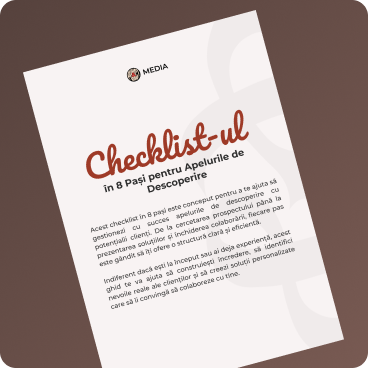 MEDIA
Checklist-ul
în 8 Pași pentru Apelurile de
Descoperire
Acest checklist în 8 pași este conceput pentru a te ajuta să
gestionezi cu succes apelurile de descoperire cu
potențialii clienți. De la cercetarea prospectului până la
prezentarea soluțiilor și închiderea colaborării, fiecare pas
este gândit să îți ofere o structură clară și eficientă.
Indiferent dacă ești la început sau ai deja experiență, acest
ghid te va ajuta să construiești încredere, să identifici
nevoile reale ale clienților și să creezi soluții personalizate
care să îi convingă să colaboreze cu tine.